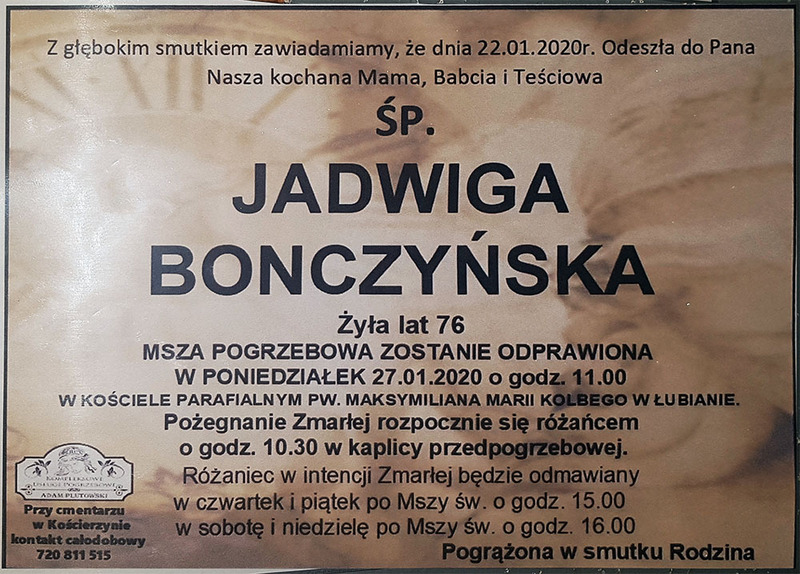 Z głębokim smutkiem zawiadamiamy, że dnia 22.01.2020r. Odeszła do Pana
Nasza kochana Mama, Babcia i Teściowa
ŚP.
JADWIGA
BONCZYŃSKA
Żyła lat 76
MSZA POGRZEBOWA ZOSTANIE ODPRAWIONA
W PONIEDZIAŁEK 27.01.2020 o godz. 11.00
W KOŚCIELE PARAFIALNYM PW. MAKSYMILIANA MARII KOLBEGO W ŁUBIANIE.
Pożegnanie Zmarłej rozpocznie się różańcem
o godz. 10.30 w kaplicy przedpogrzebowej.
Różaniec w intencji Zmarłej będzie odmawiany
w czwartek i piątek po Mszy św. o godz. 15.00
w sobotę i niedzielę po Mszy św. o godz. 16.00
Pogrążona w smutku Rodzina
KOMPLEKSOWE
USŁUGI POGRZEBOWE
ADAM PLUTOWSKI
Przy cmentarzu
w Kościerzynie
kontakt całodobowy
720 811 515